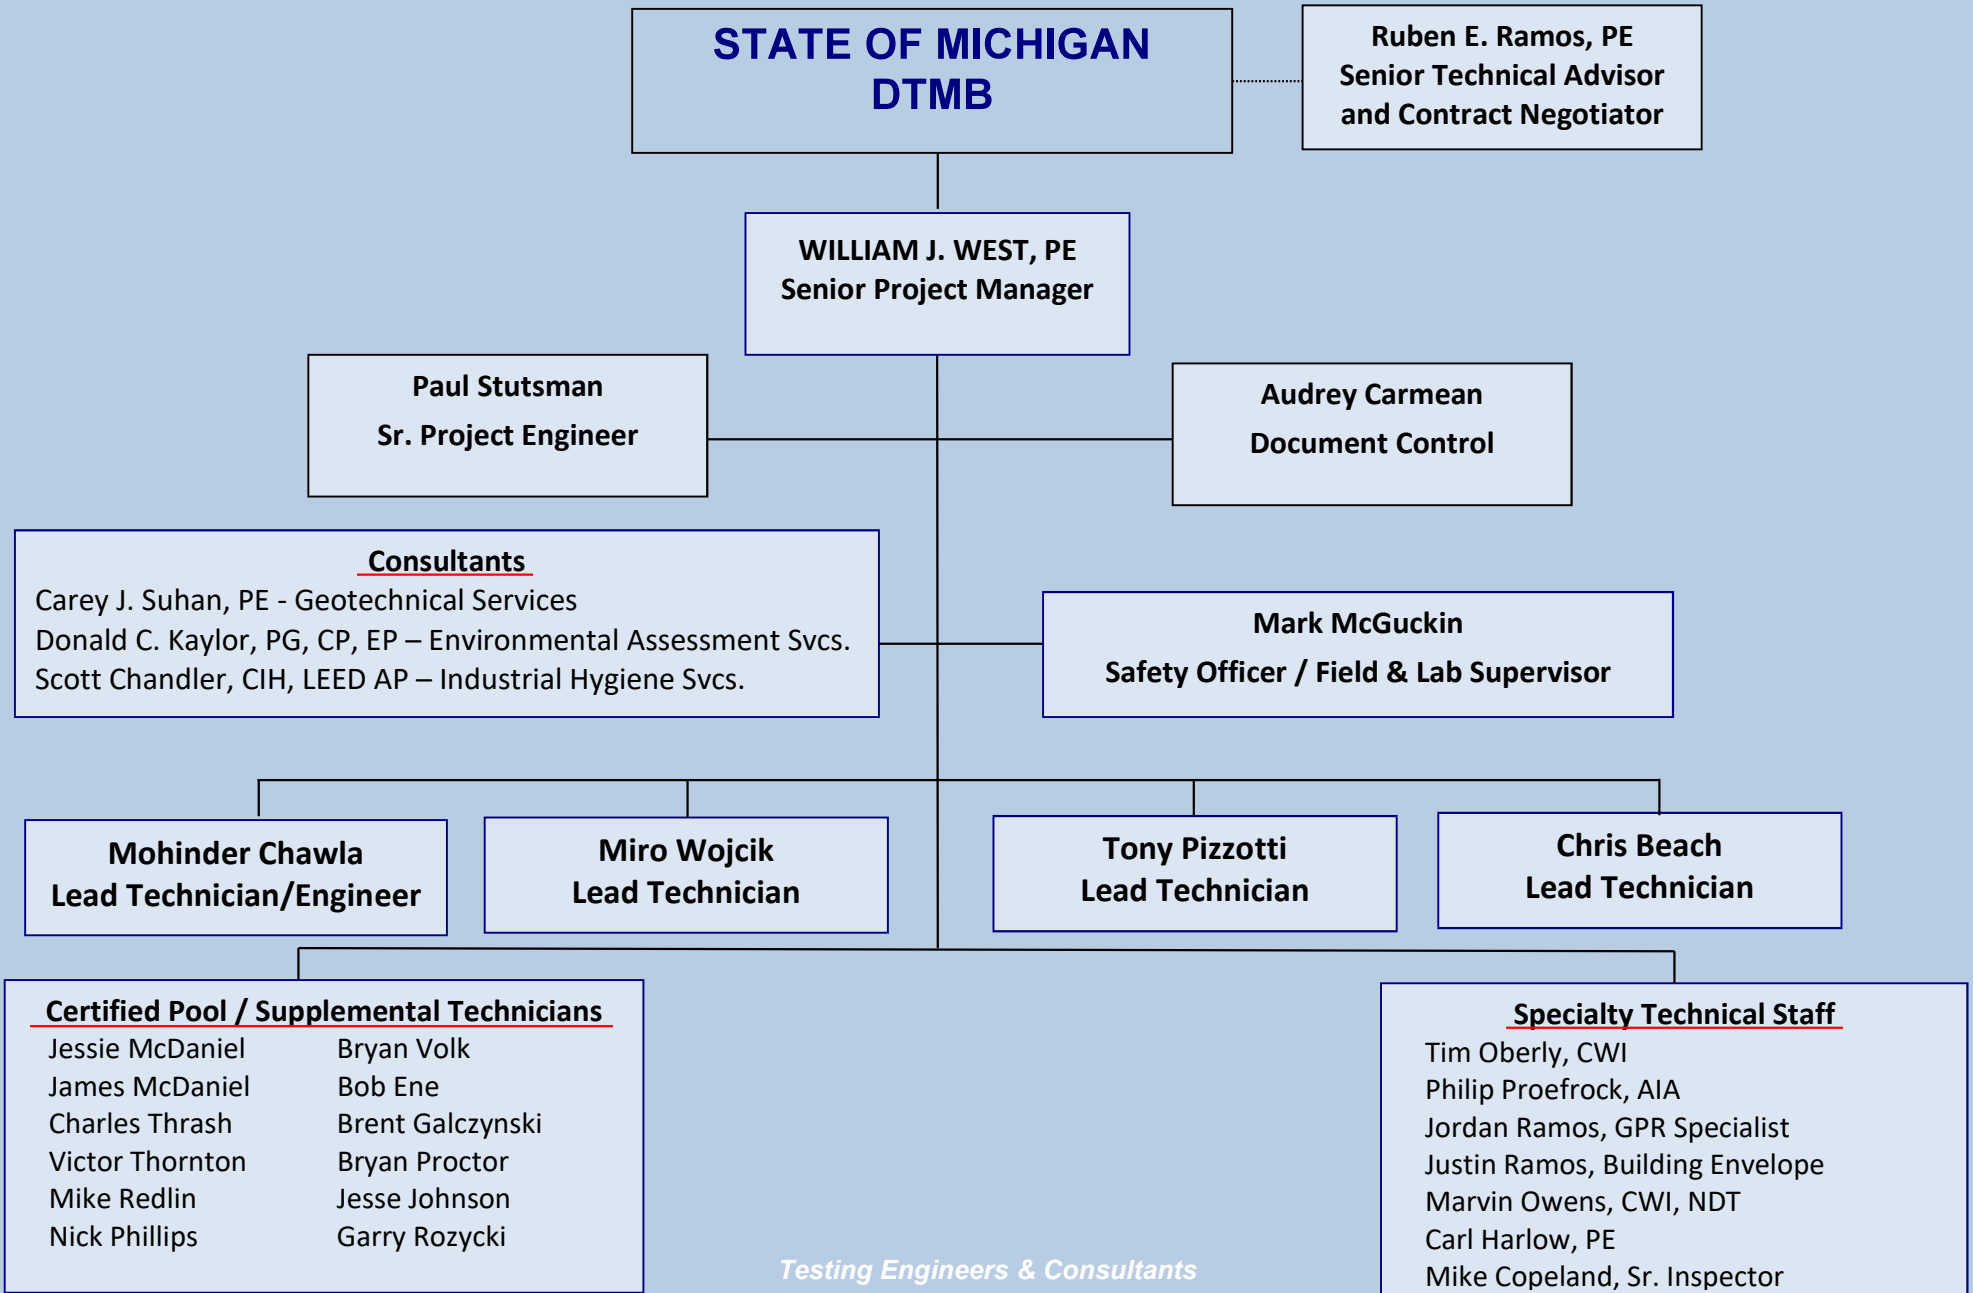 STATE OF MICHIGAN
DTMB
Ruben E. Ramos, PE
Senior Technical Advisor
and Contract Negotiator
WILLIAM J. WEST, PE
Senior Project Manager
Paul Stutsman
Sr. Project Engineer
Audrey Carmean
Document Control
Consultants
Carey J. Suhan, PE - Geotechnical Services
Donald C. Kaylor, PG, CP, EP – Environmental Assessment Svcs.
Scott Chandler, CIH, LEED AP – Industrial Hygiene Svcs.
Mark McGuckin
Safety Officer / Field & Lab Supervisor
Mohinder Chawla
Lead Technician/Engineer
Miro Wojcik
Lead Technician
Tony Pizzotti
Lead Technician
Chris Beach
Lead Technician
Certified Pool / Supplemental Technicians
Jessie McDaniel
James McDaniel
Charles Thrash
Victor Thornton
Mike Redlin
Nick Phillips
Bryan Volk
Bob Ene
Brent Galczynski
Bryan Proctor
Jesse Johnson
Garry Rozycki
Specialty Technical Staff
Tim Oberly, CWI
Philip Proefrock, AIA
Jordan Ramos, GPR Specialist
Justin Ramos, Building Envelope
Marvin Owens, CWI, NDT
Carl Harlow, PE
Mike Copeland, Sr. Inspector
Testing Engineers & Consultants